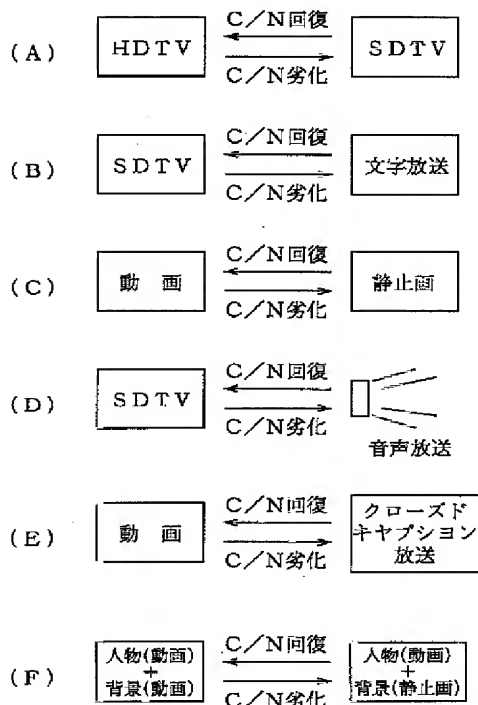 C/N回復
(A) HDTV SDTV
C/N劣化
C/N回復
(B) SDTV 文字放送
C/N劣化
C/N回復
(C) 動 画 静止画
C/N劣化
C/N回復
(D) SDTV
C/N劣化
音声放送
C/N回復
(E) 動 画
C/N劣化
クローズド
キャプション
放送
C/N回復
(F)
C/N劣化
人物(動画)
+
背景(動画)
人物(動画)
+
背景(静止画)